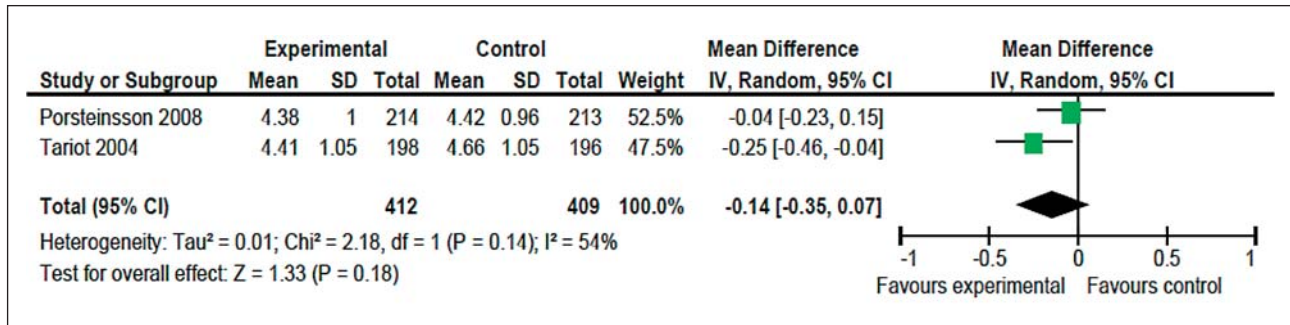 Experimental Control Mean Difference Mean Difference
Study or Subgroup Mean SD Total Mean SD Total Weight IV, Random, 95% CI IV, Random, 95% CI
Porsteinsson 2008 4.38 1 214 4.42 0.96 213 52.5% -0.04 [-0.23, 0.15]
Tariot 2004 4.41 1.05 198 4.66 1.05 196 47.5% -0.25 [-0.46, -0.04]
Total (95% CI) 412 409 100.0% -0.14 [-0.35, 0.07]
Heterogeneity: Tau² = 0.01; Chi² = 2.18, df = 1 (P = 0.14); I² = 54%
Test for overall effect: Z = 1.33 (P = 0.18)
-1 -0.5 0 0.5 1
Favours experimental Favours control